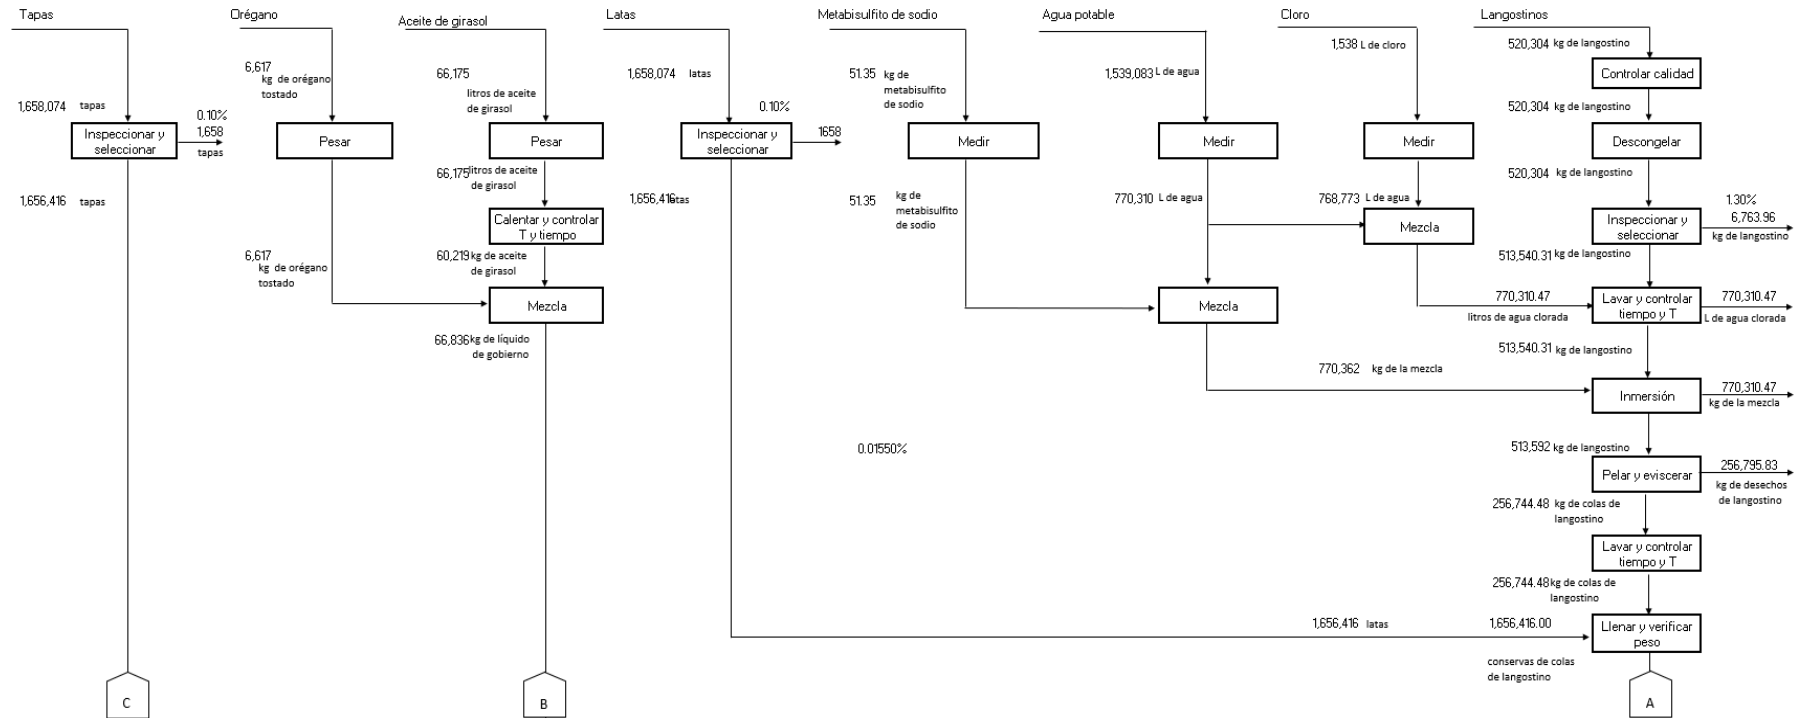 Tapas
Orégano
Aceite de girasol
Latas
Metabisulfito de sodio
Agua potable
Cloro
Langostinos
1,658,074 tapas
0.10%
1,658
tapas
Inspeccionar y
seleccionar
1,656,416 tapas
C
6,617
kg de orégano
tostado
Pesar
6,617
kg de orégano
tostado
66,175
litros de aceite
de girasol
Pesar
66,175 litros de aceite
de girasol
Calentar y controlar
T y tiempo
60,219 kg de aceite
de girasol
Mezcla
66,836 kg de líquido
de gobierno
B
1,658,074 latas
0.10%
1658
Inspeccionar y
seleccionar
1,656,416 latas
51.35 kg de
metabisulfito
de sodio
Medir
51.35 kg de
metabisulfito
de sodio
0.01550%
1,539,083 L de agua
Medir
770,310 L de agua
Mezcla
770,362 kg de la mezcla
1,538 L de cloro
Medir
768,773 L de agua
Mezcla
770,310.47
litros de agua clorada
520,304 kg de langostino
Controlar calidad
520,304 kg de langostino
Descongelar
520,304 kg de langostino
Inspeccionar y
seleccionar
1.30%
6,763.96
kg de langostino
513,540.31 kg de langostino
Lavar y controlar
tiempo y T
770,310.47
L de agua clorada
513,540.31 kg de langostino
Inmersión
770,310.47
kg de la mezcla
513,592 kg de langostino
Pelar y eviscerar
256,795.83
kg de desechos
de langostino
256,744.48 kg de colas de
langostino
Lavar y controlar
tiempo y T
256,744.48 kg de colas de
langostino
1,656,416 latas
1,656,416.00
Llenar y verificar
peso
conservas de colas
de langostino
A